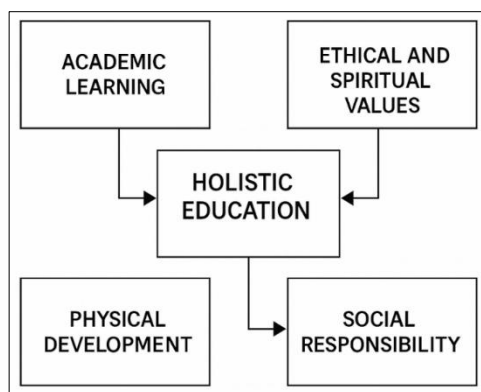 ACADEMIC
LEARNING
ETHICAL AND
SPIRITUAL
VALUES
HOLISTIC
EDUCATION
PHYSICAL
DEVELOPMENT
SOCIAL
RESPONSIBILITY